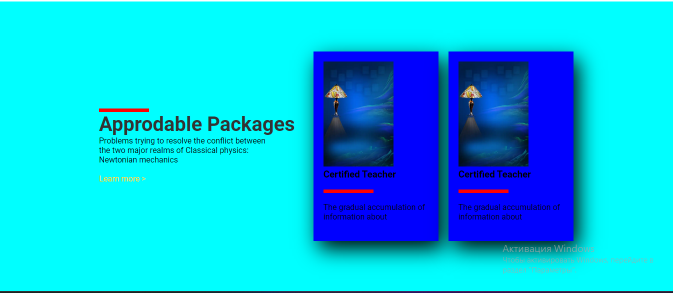 Approdable Packages
Problems trying to resolve the conflict between
the two major realms of Classical physics:
Newtonian mechanics
Learn more >
Certified Teacher
The gradual accumulation of
information about
Certified Teacher
The gradual accumulation of
information about
Активация Windows